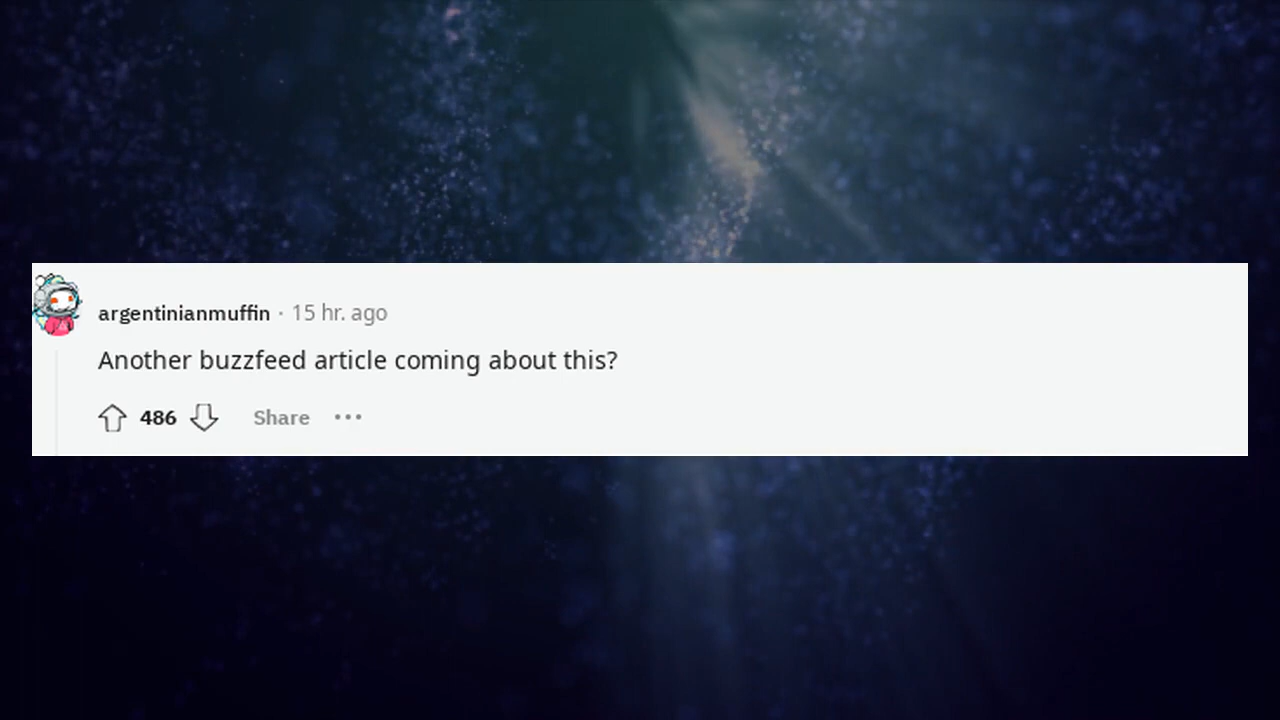 argentinianmuffin · 15 hr. ago
Another buzzfeed article coming about this?
486 Share ···